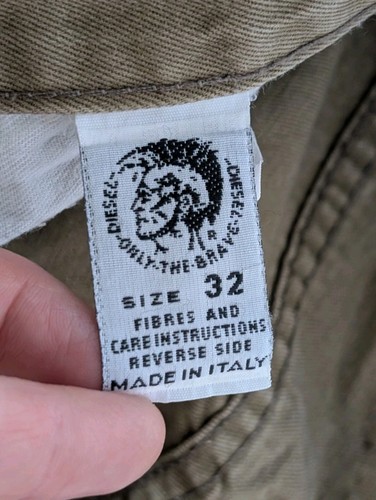 DIESEL·ONLY·THE·BRAVE·DIESEL
R
SIZE 32
FIBRES AND
CARE INSTRUCTIONS
REVERSE SIDE
MADE IN ITALY